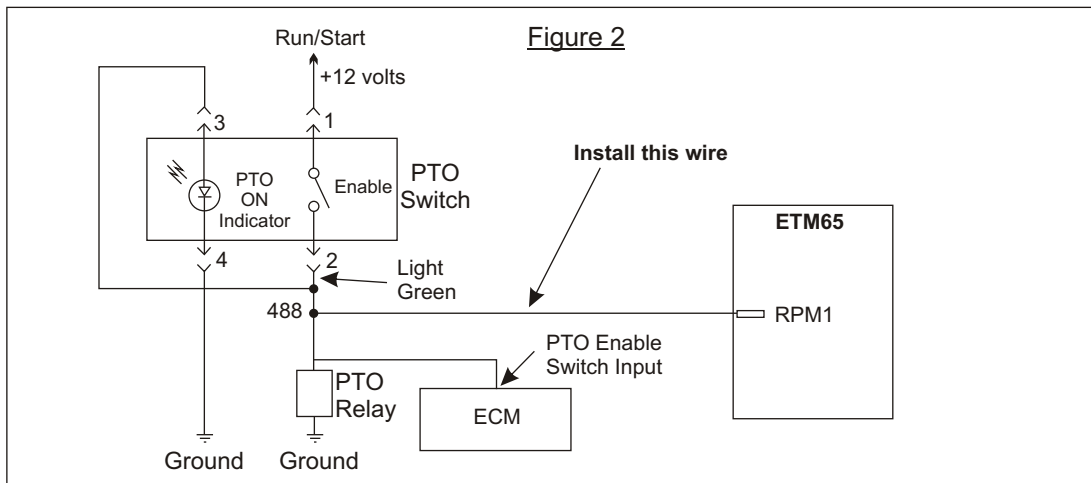 Figure 2
Run/Start
+12 volts
3
1
Install this wire
PTO
ON
Indicator
Enable
PTO
Switch
ETM65
4
2
Light
Green
488
RPM1
PTO Enable
Switch Input
PTO
Relay
ECM
Ground
Ground